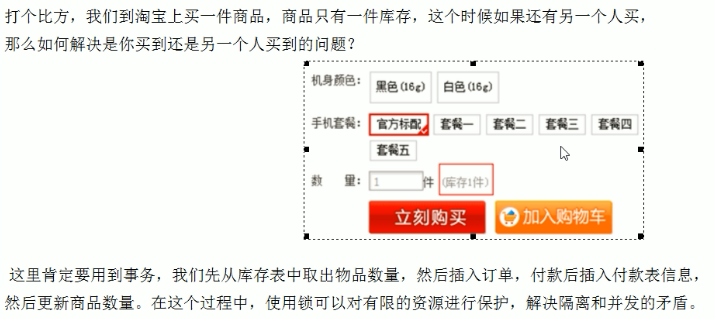 打个比方，我们到淘宝上买一件商品，商品只有一件库存，这个时候如果还有另一个人买，
那么如何解决是你买到还是另一个人买到的问题？
机身颜色： 黑色(16g) 白色(16g)
手机套餐： 官方标配 套餐一 套餐二 套餐三 套餐四
套餐五
数 量： 1 件 (库存1件)
立刻购买 加入购物车
这里肯定要用到事务，我们先从库存表中取出物品数量，然后插入订单，付款后插入付款表信息，
然后更新商品数量。在这个过程中，使用锁可以对有限的资源进行保护，解决隔离和并发的矛盾。